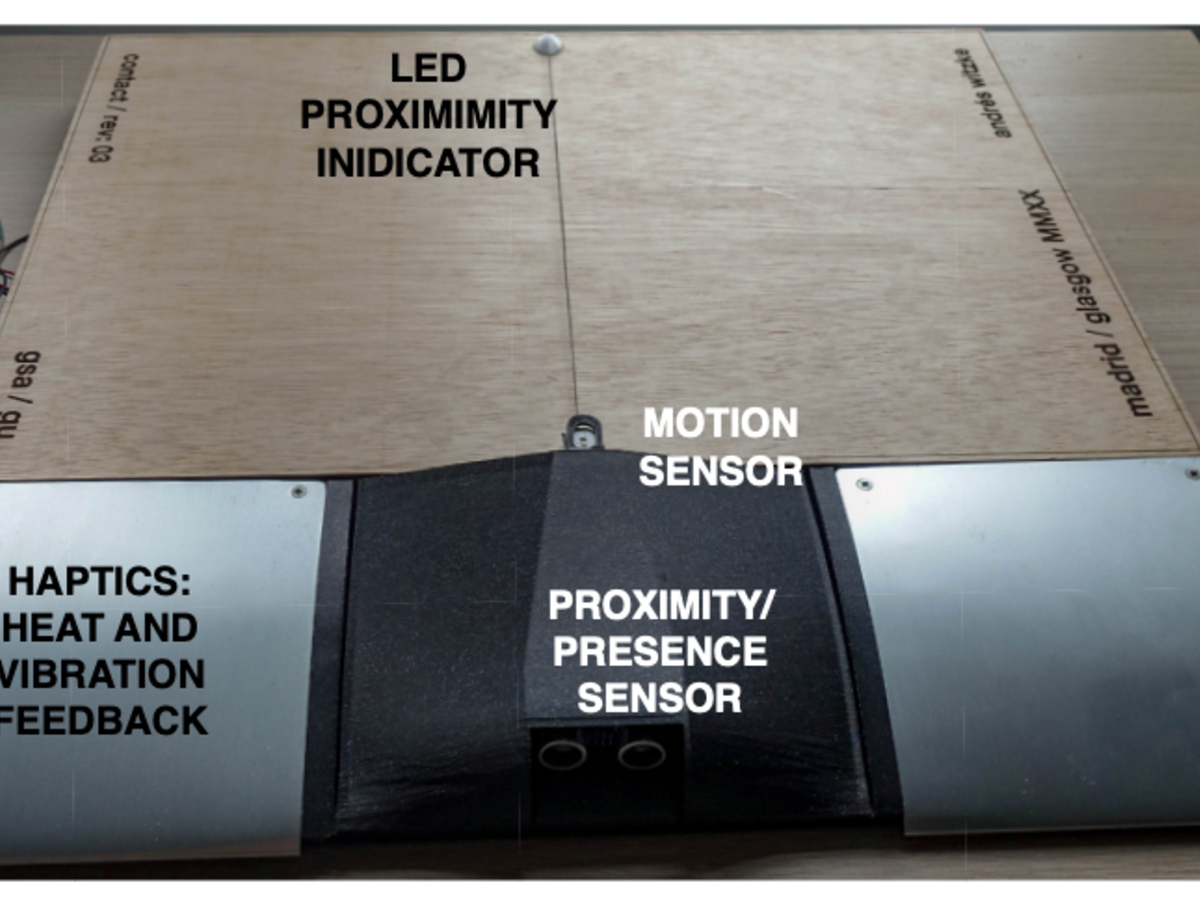 LED
PROXIMIMITY
INIDICATOR
contact / rev: 03
andrés witzke
madrid / glasgow MMXX
gsa / gu
MOTION
SENSOR
HAPTICS:
HEAT AND
VIBRATION
FEEDBACK
PROXIMITY/
PRESENCE
SENSOR